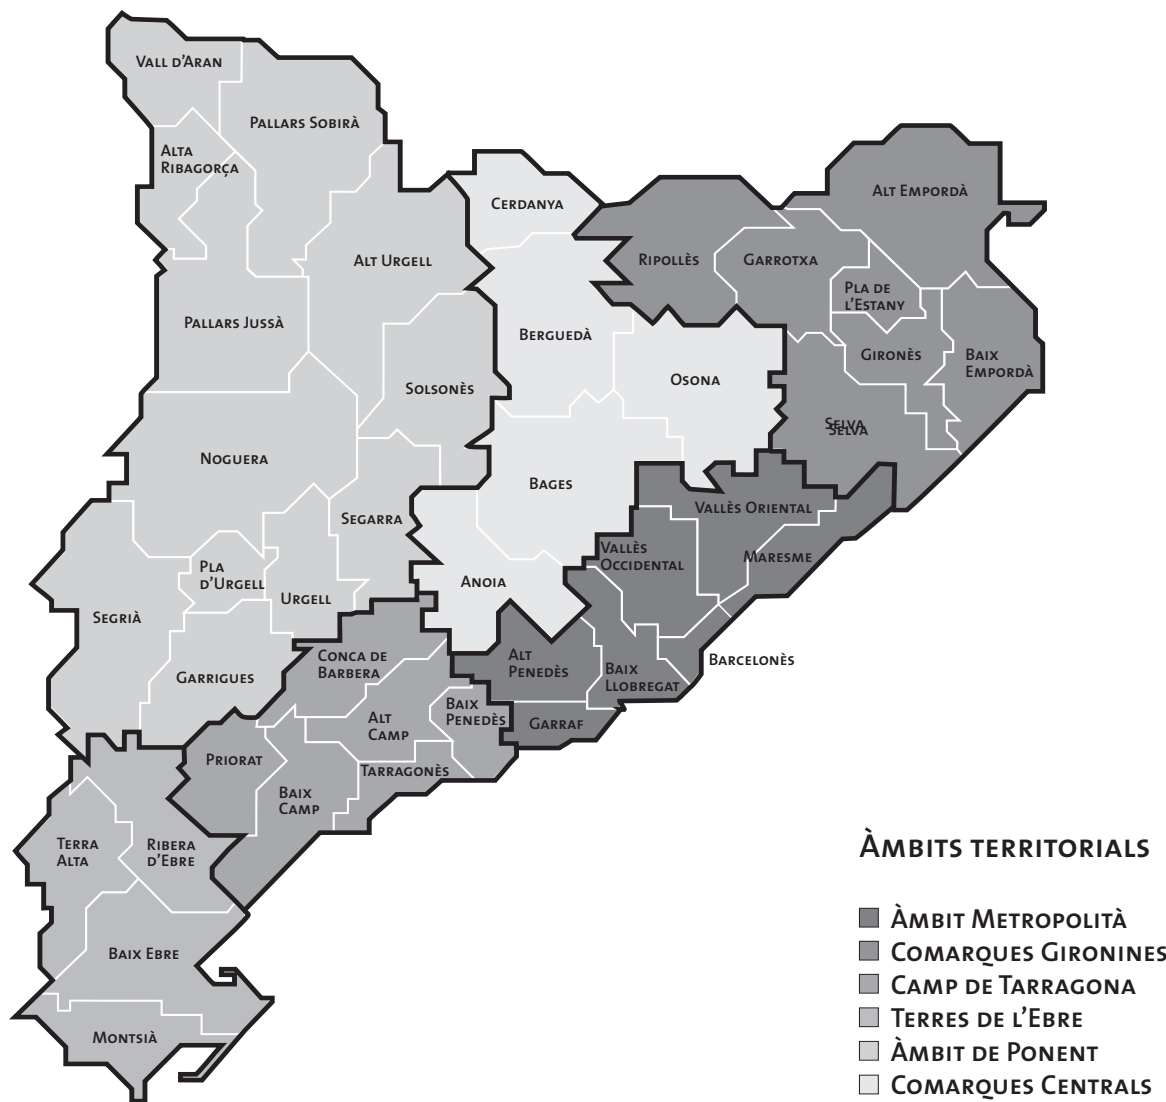 Vall d'Aran
Pallars Sobirà
Alta
Ribagorça
Alt Empordà
Cerdanya
Alt Urgell
Ripollès
Garrotxa
Pla de
l'Estany
Pallars Jussà
Berguedà
Gironès
Baix
Empordà
Osona
Solsonès
Selva
Selva
Noguera
Bages
Segarra
Vallès Oriental
Vallès
Occidental
Maresme
Pla
d'Urgell
Anoia
Urgell
Segrià
Conca de
Barbera
Alt
Penedès
Barcelonès
Garrigues
Baix
Llobregat
Baix
Penedès
Alt
Camp
Garraf
Priorat
Tarragonès
Baix
Camp
Terra
Alta
Ribera
d'Ebre
Baix Ebre
Montsià
Àmbits territorials
Àmbit Metropolità
Comarques Gironines
Camp de Tarragona
Terres de l'Ebre
Àmbit de Ponent
Comarques Centrals